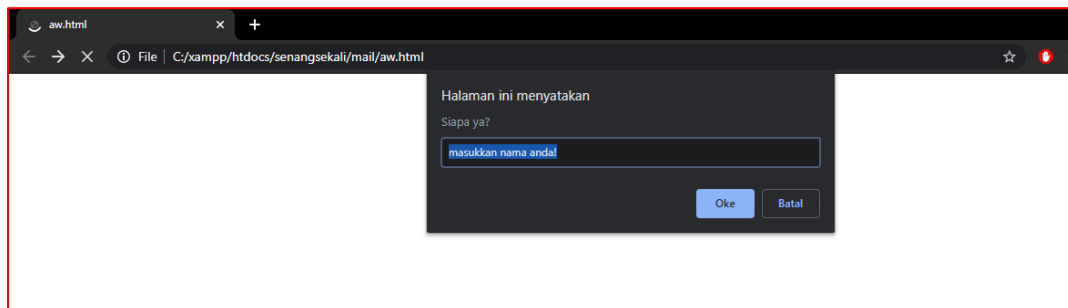 aw.html
File C:/xampp/htdocs/senangsekali/mail/aw.html
Halaman ini menyatakan
Siapa ya?
masukkan nama anda!
Oke Batal